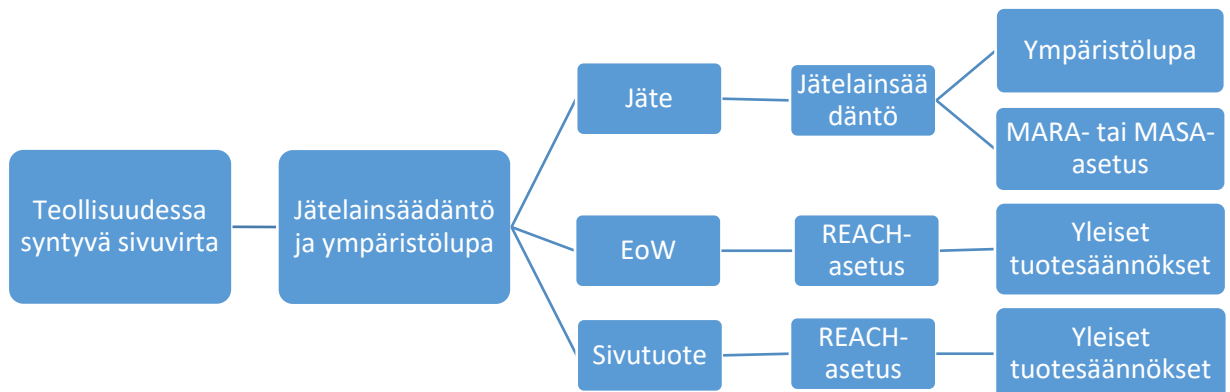 Teollisuudessa
syntyvä sivuvirta
Jätelainsäädäntö
ja ympäristölupa
Jäte
Jätelainsää
däntö
Ympäristölupa
MARA- tai MASA-
asetus
EoW
REACH-
asetus
Yleiset
tuotesäännökset
Sivutuote
REACH-
asetus
Yleiset
tuotesäännökset